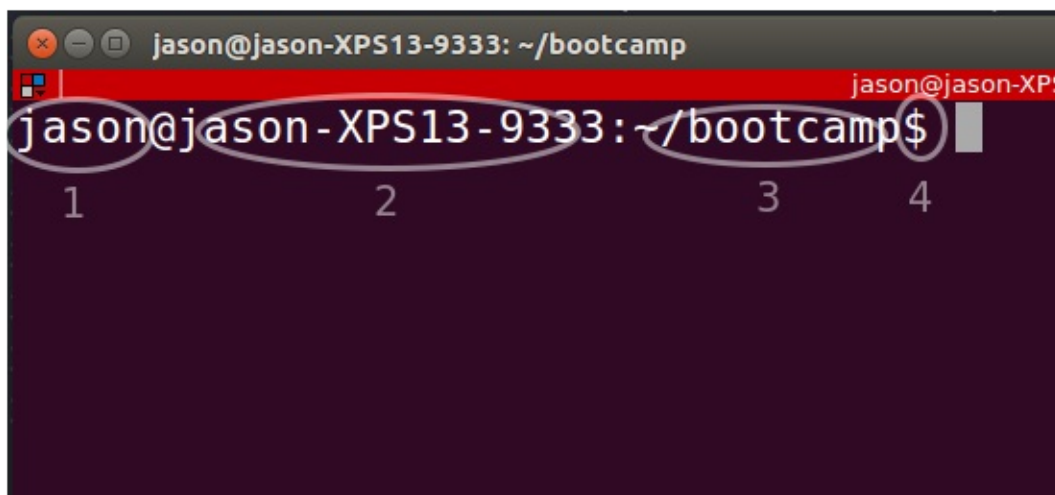 jason@jason-XPS13-9333: ~/bootcamp
jason@jason-XPS
jason@jason-XPS13-9333:~/bootcamp$
1 2 3 4